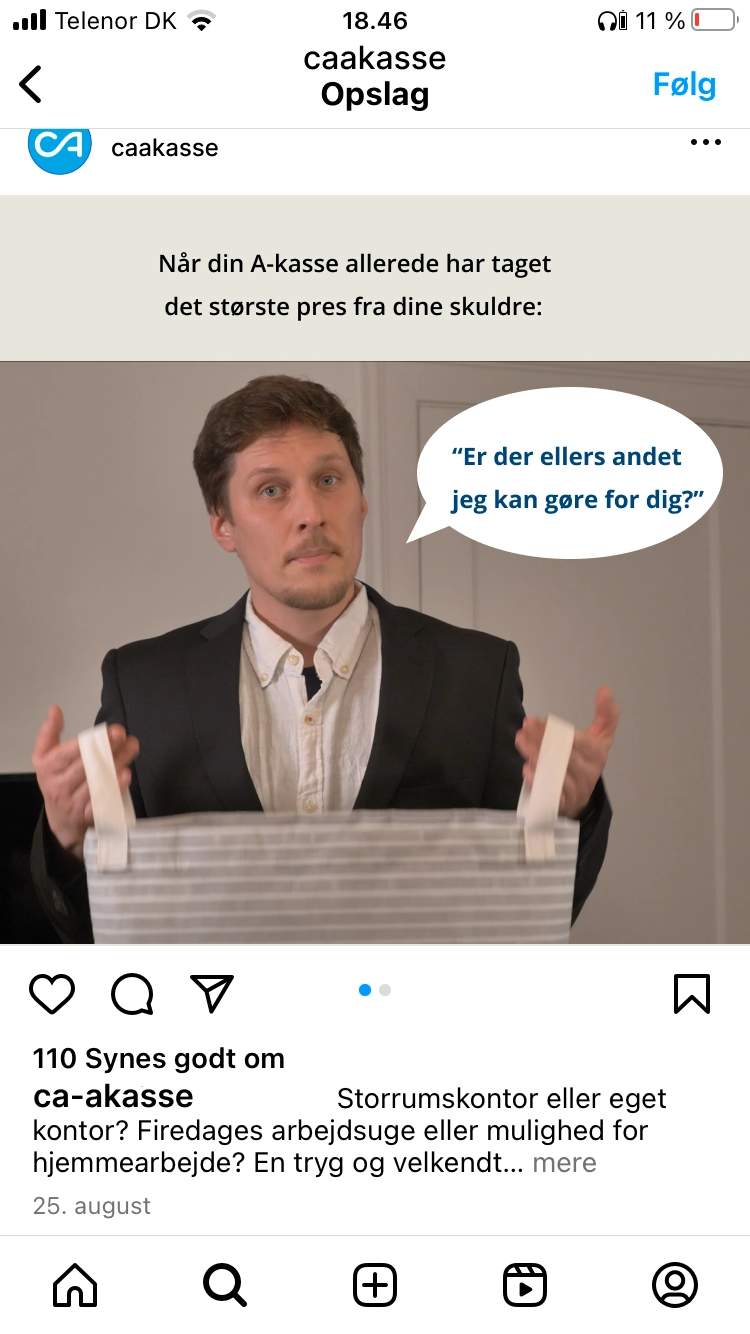 Telenor DK 18.46 11 %
caakasse
Opslag
Følg
CA caakasse
Når din A-kasse allerede har taget
det største pres fra dine skuldre:
“Er der ellers andet
jeg kan gøre for dig?”
110 Synes godt om
ca-akasse Storrumskontor eller eget
kontor? Firedages arbejdsuge eller mulighed for
hjemmearbejde? En tryg og velkendt... mere
25. august